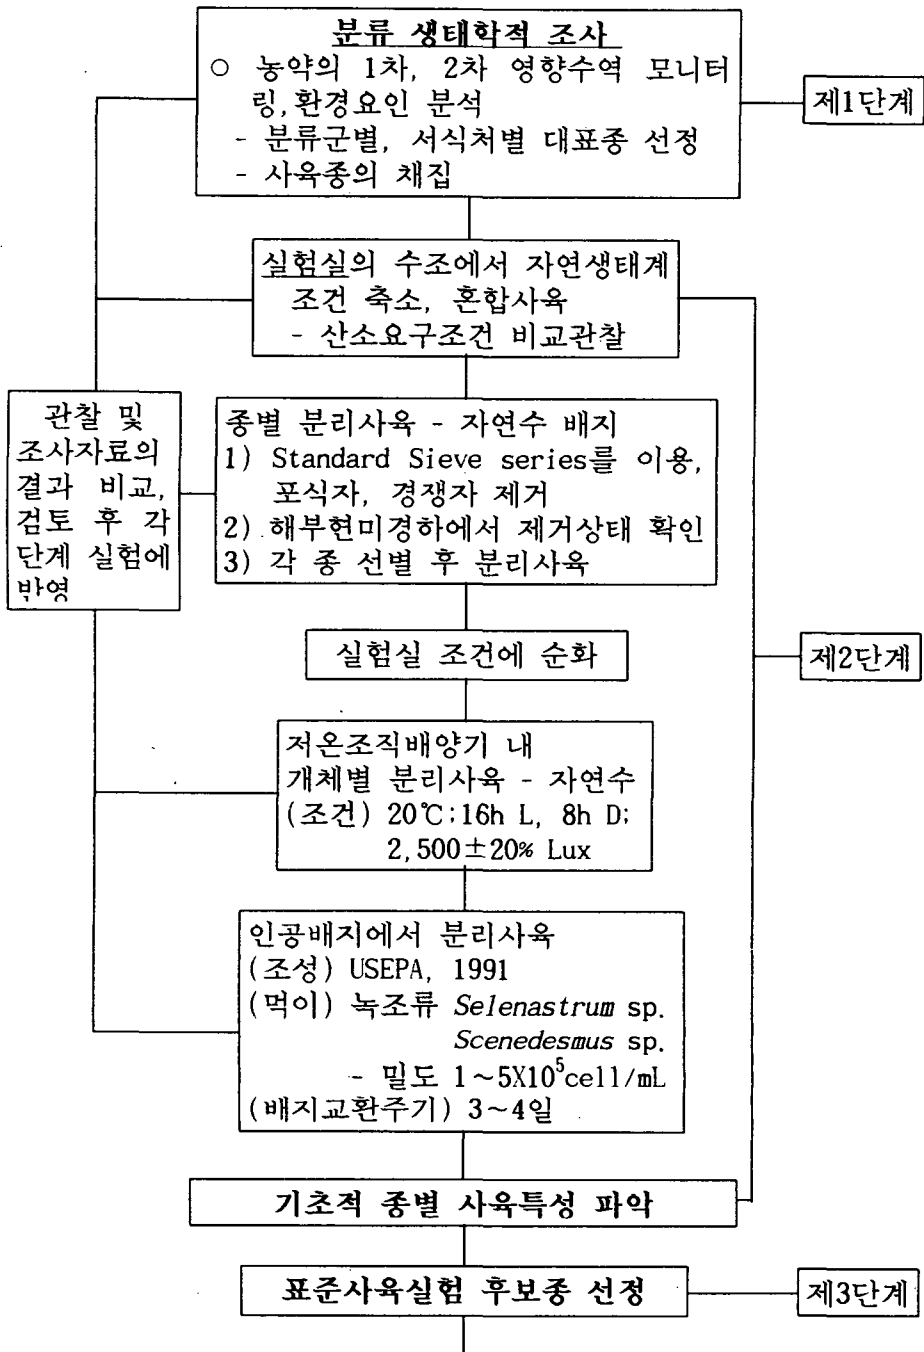 분류 생태학적 조사
○ 농약의 1차, 2차 영향수역 모니터
링,환경요인 분석
- 분류군별, 서식처별 대표종 선정
- 사육종의 채집
제1단계
실험실의 수조에서 자연생태계
조건 축소, 혼합사육
- 산소요구조건 비교관찰
관찰 및
조사자료의
결과 비교,
검토 후 각
단계 실험에
반영
종별 분리사육 - 자연수 배지
1) Standard Sieve series를 이용,
포식자, 경쟁자 제거
2) 해부현미경하에서 제거상태 확인
3) 각 종 선별 후 분리사육
실험실 조건에 순화
제2단계
저온조직배양기 내
개체별 분리사육 - 자연수
(조건) 20℃;16h L, 8h D;
2,500±20% Lux
인공배지에서 분리사육
(조성) USEPA, 1991
(먹이) 녹조류 Selenastrum sp.
Scenedesmus sp.
- 밀도 1~5X10⁵cell/mL
(배지교환주기) 3~4일
기초적 종별 사육특성 파악
표준사육실험 후보종 선정
제3단계